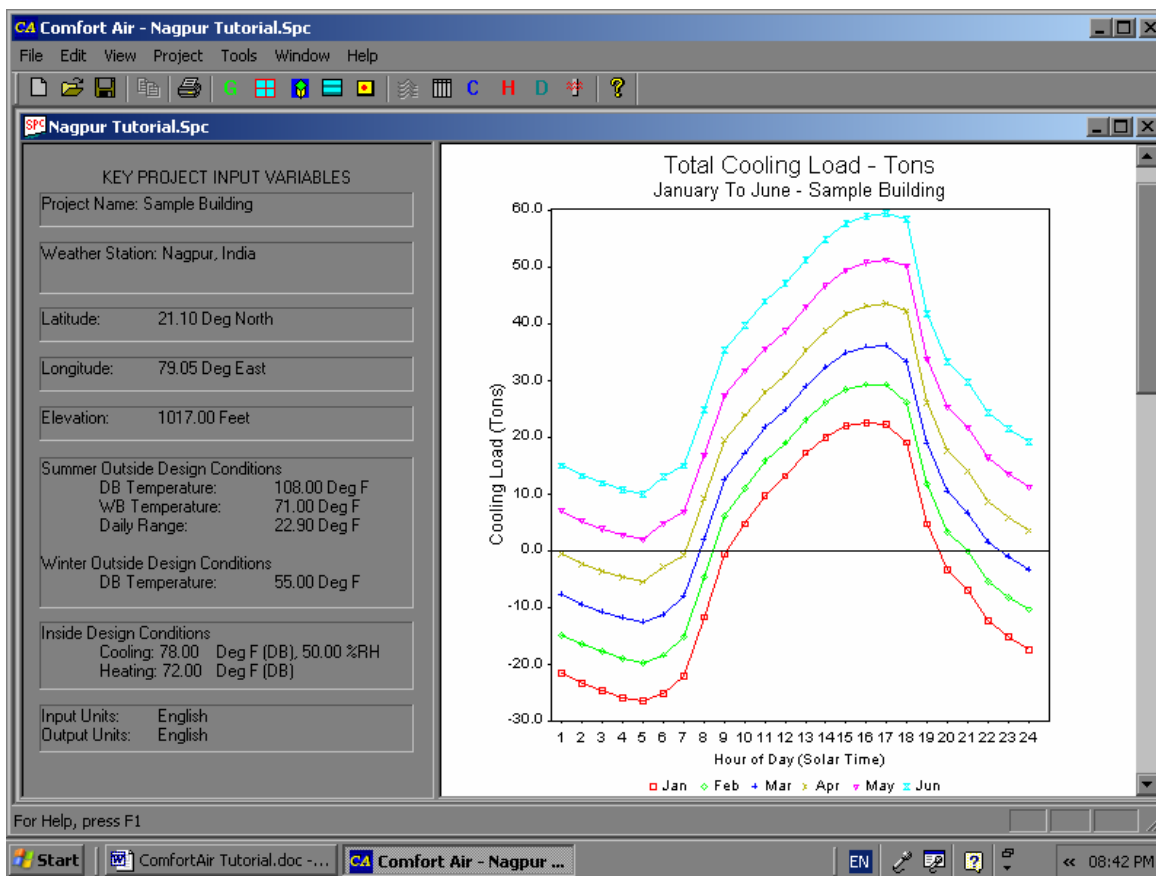 CA Comfort Air - Nagpur Tutorial.Spc
File Edit View Project Tools Window Help
G C H D ?
SPC Nagpur Tutorial.Spc
KEY PROJECT INPUT VARIABLES
Project Name: Sample Building
Weather Station: Nagpur, India
Latitude: 21.10 Deg North
Longitude: 79.05 Deg East
Elevation: 1017.00 Feet
Summer Outside Design Conditions
DB Temperature: 108.00 Deg F
WB Temperature: 71.00 Deg F
Daily Range: 22.90 Deg F
Winter Outside Design Conditions
DB Temperature: 55.00 Deg F
Inside Design Conditions
Cooling: 78.00 Deg F (DB), 50.00 %RH
Heating: 72.00 Deg F (DB)
Input Units: English
Output Units: English
Total Cooling Load - Tons
January To June - Sample Building
60.0
50.0
40.0
30.0
20.0
10.0
0.0
-10.0
-20.0
-30.0
Cooling Load (Tons)
1 2 3 4 5 6 7 8 9 10 11 12 13 14 15 16 17 18 19 20 21 22 23 24
Hour of Day (Solar Time)
Jan Feb Mar Apr May Jun
For Help, press F1
Start ComfortAir Tutorial.doc -... CA Comfort Air - Nagpur ... EN ? « 08:42 PM